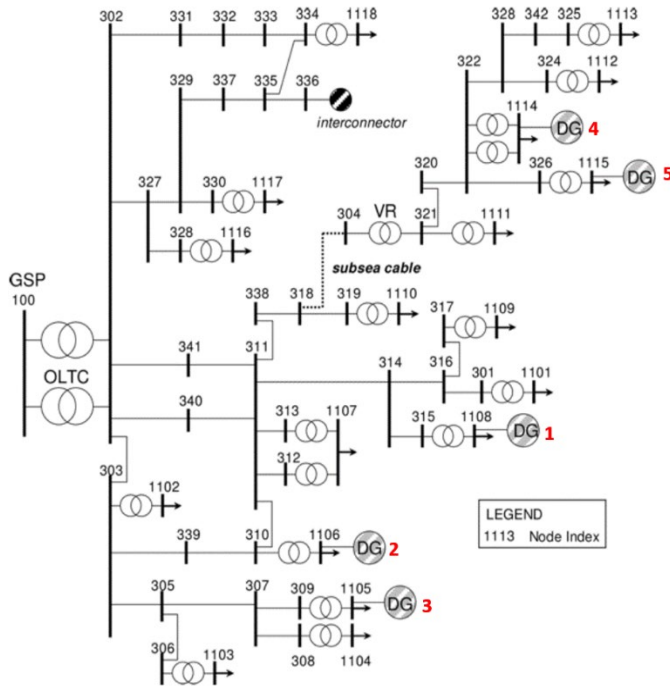 302 331 332 333 334 1118
328 342 325 1113
329 337 335 336
interconnector
322 324 1112
1114
DG 4
327 330 1117
320 326 1115 DG 5
328 1116
304 VR 321 1111
subsea cable
GSP
100
338 318 319 1110
317 1109
341 311 314 316
301 1101
OLTC
340
313 1107
315 1108 DG 1
312
303
1102
LEGEND
1113 Node Index
339 310 1106 DG 2
305 307 309 1105 DG 3
306 1103 308 1104